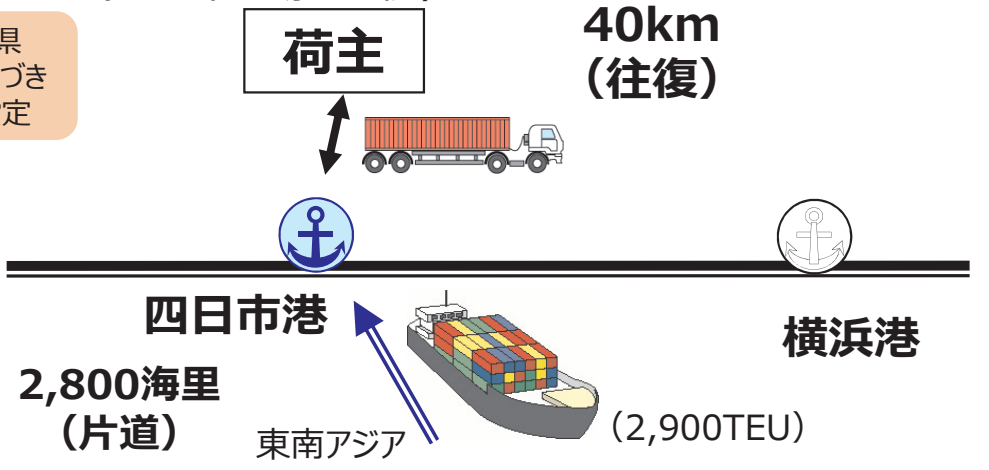 県
づき
定
荷主
40km
（往復）
四日市港
横浜港
2,800海里
（片道）
東南アジア
（2,900TEU）